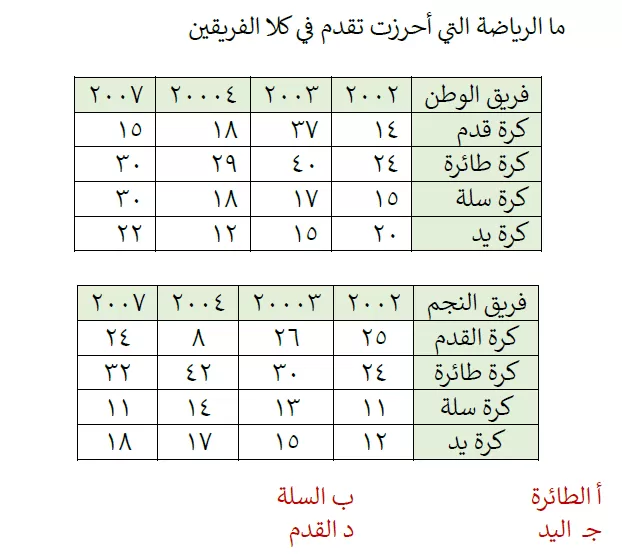 ما الرياضة التي أحرزت تقدم في كلا الفريقين
فريق الوطن ٢٠٠٢ ٢٠٠٣ ٢٠٠٠٤ ٢٠٠٧
كرة قدم ١٤ ٣٧ ١٨ ١٥
كرة طائرة ٢٤ ٤٠ ٢٩ ٣٠
كرة سلة ١٥ ١٧ ١٨ ٣٠
كرة يد ٢٠ ١٥ ١٢ ٢٢
فريق النجم ٢٠٠٢ ٢٠٠٠٣ ٢٠٠٤ ٢٠٠٧
كرة القدم ٢٥ ٢٦ ٨ ٢٤
كرة طائرة ٢٤ ٣٠ ٤٢ ٣٢
كرة سلة ١١ ١٣ ١٤ ١١
كرة يد ١٢ ١٥ ١٧ ١٨
أ الطائرة ب السلة
جـ اليد د القدم